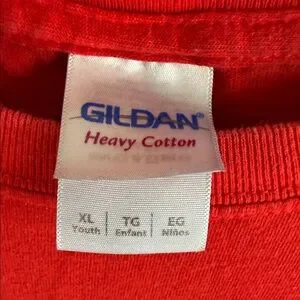 GILDAN®
Heavy Cotton
XL | TG | EG
Youth | Enfant | Niños